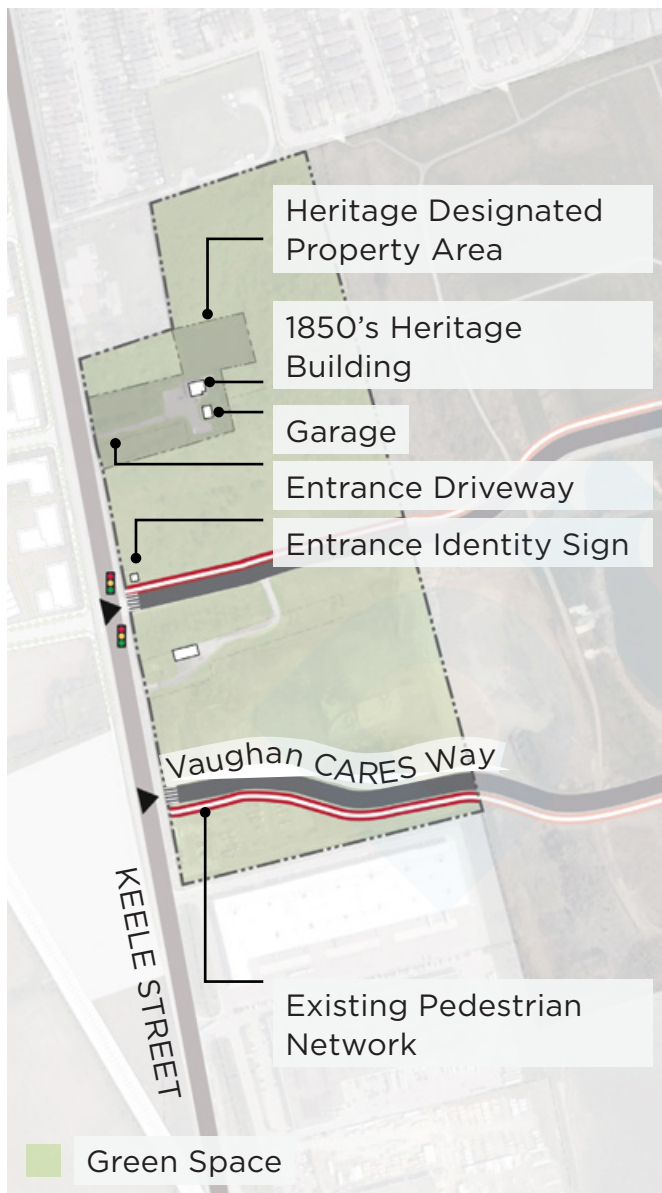 Heritage Designated
Property Area
1850's Heritage
Building
Garage
Entrance Driveway
Entrance Identity Sign
Vaughan CARES Way
KEELE STREET
Existing Pedestrian
Network
Green Space